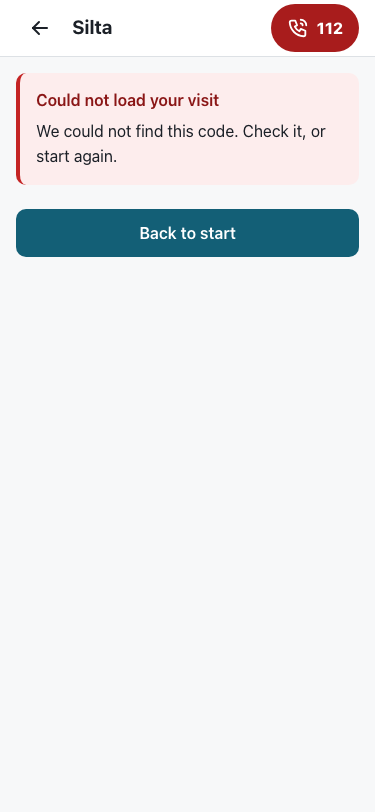 Silta
112
Could not load your visit
We could not find this code. Check it, or
start again.
Back to start